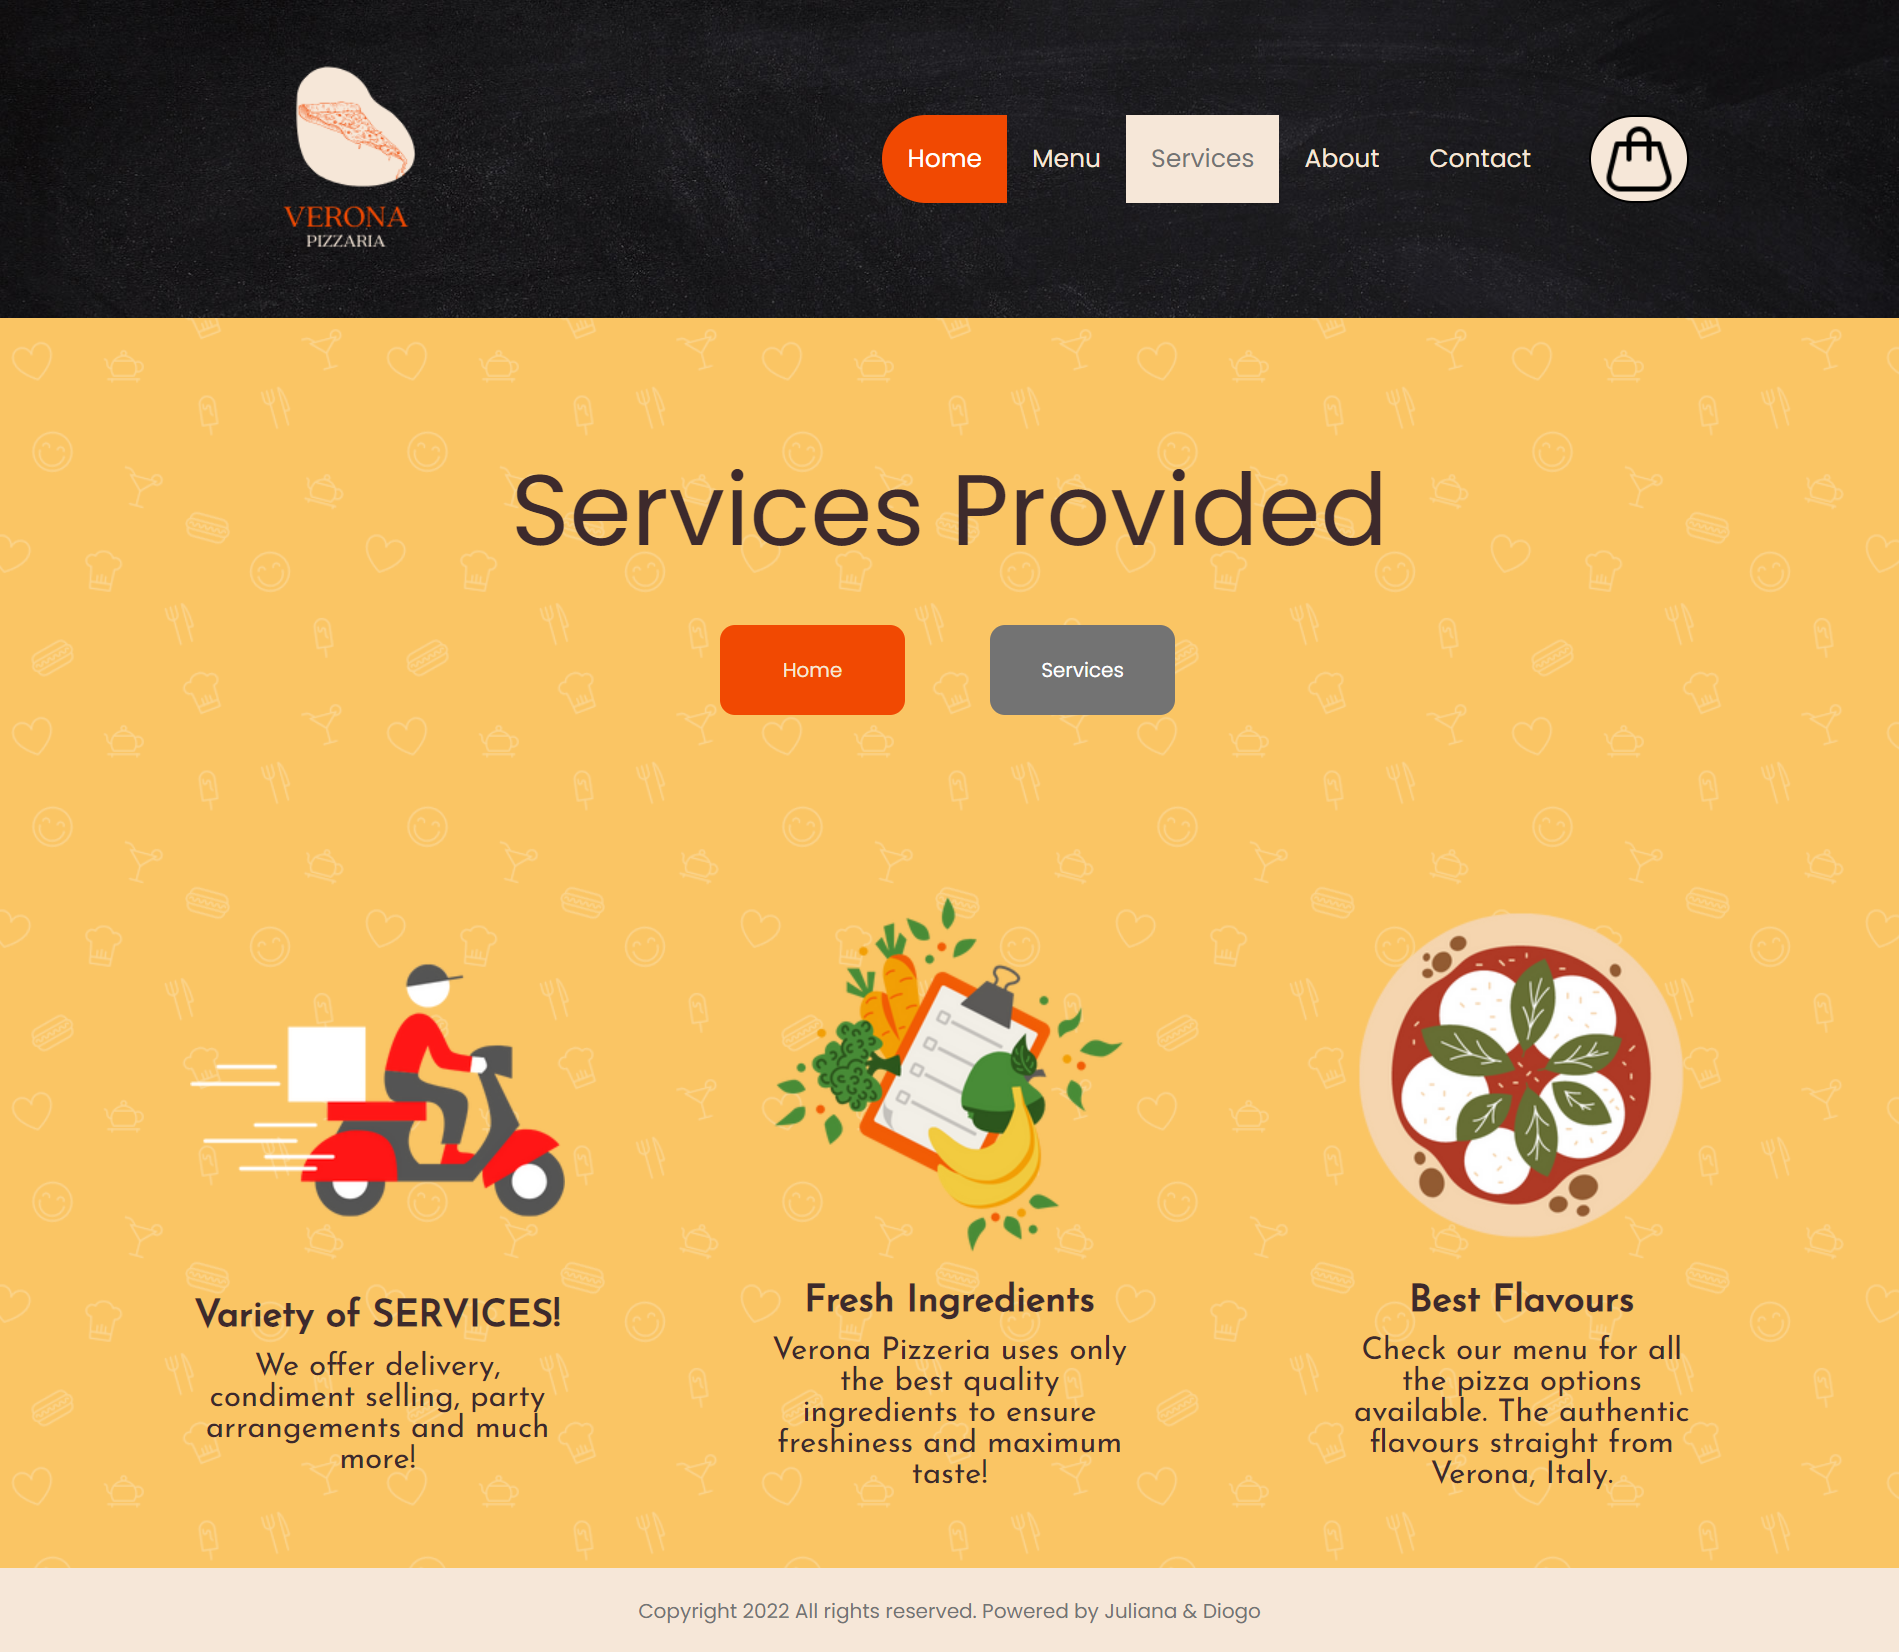 VERONA
PIZZARIA
Home Menu Services About Contact
Services Provided
Home Services
Variety of SERVICES!
We offer delivery,
condiment selling, party
arrangements and much
more!
Fresh Ingredients
Verona Pizzeria uses only
the best quality
ingredients to ensure
freshiness and maximum
taste!
Best Flavours
Check our menu for all
the pizza options
available. The authentic
flavours straight from
Verona, Italy.
Copyright 2022 All rights reserved. Powered by Juliana & Diogo